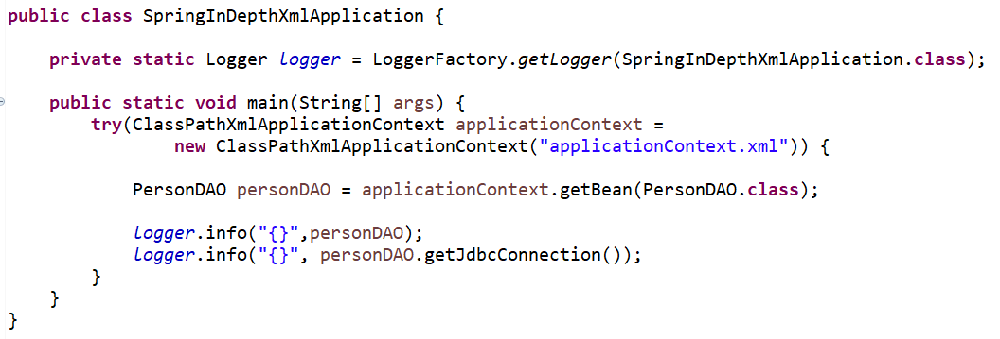 public class SpringInDepthXmlApplication {
private static Logger logger = LoggerFactory.getLogger(SpringInDepthXmlApplication.class);
public static void main(String[] args) {
try(ClassPathXmlApplicationContext applicationContext =
new ClassPathXmlApplicationContext("applicationContext.xml")) {
PersonDAO personDAO = applicationContext.getBean(PersonDAO.class);
logger.info("{}",personDAO);
logger.info("{}", personDAO.getJdbcConnection());
}
}
}